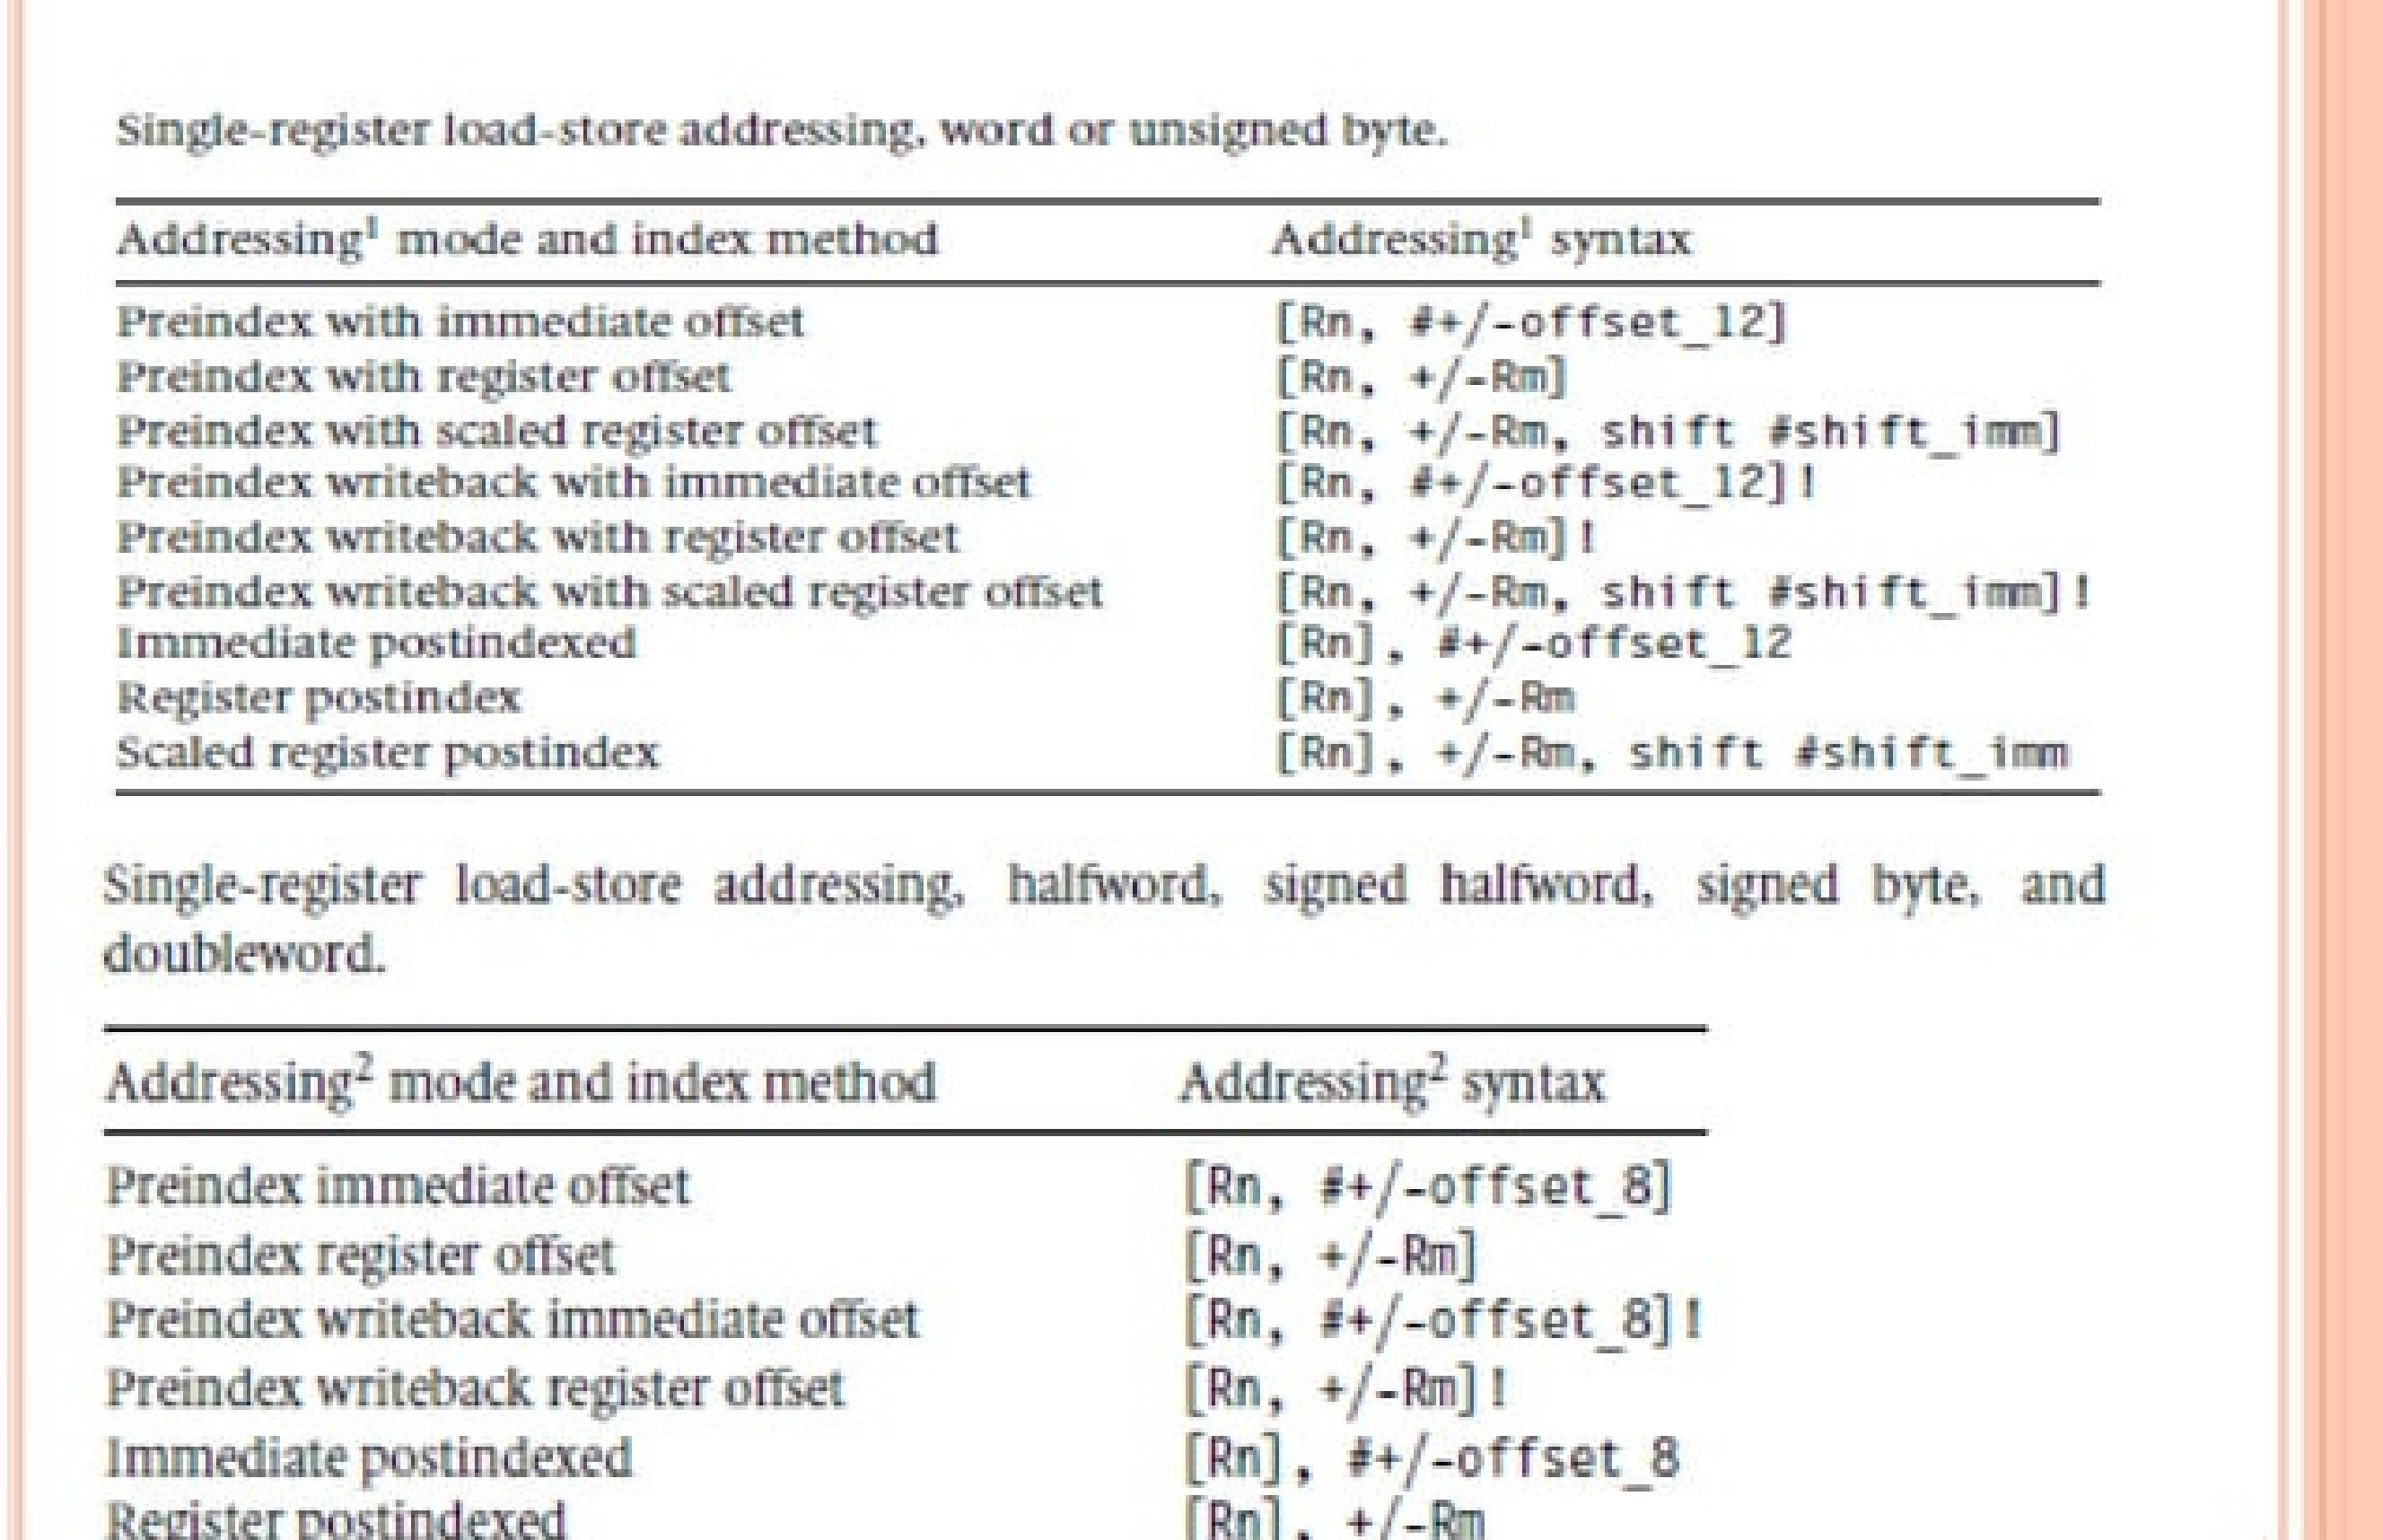 Single-register load-store addressing, word or unsigned byte.
Addressing¹ mode and index method Addressing¹ syntax
Preindex with immediate offset [Rn, #+/-offset_12]
Preindex with register offset [Rn, +/-Rm]
Preindex with scaled register offset [Rn, +/-Rm, shift #shift_imm]
Preindex writeback with immediate offset [Rn, #+/-offset_12]!
Preindex writeback with register offset [Rn, +/-Rm]!
Preindex writeback with scaled register offset [Rn, +/-Rm, shift #shift_imm]!
Immediate postindexed [Rn], #+/-offset_12
Register postindex [Rn], +/-Rm
Scaled register postindex [Rn], +/-Rm, shift #shift_imm
Single-register load-store addressing, halfword, signed halfword, signed byte, and
doubleword.
Addressing² mode and index method Addressing² syntax
Preindex immediate offset [Rn, #+/-offset_8]
Preindex register offset [Rn, +/-Rm]
Preindex writeback immediate offset [Rn, #+/-offset_8]!
Preindex writeback register offset [Rn, +/-Rm]!
Immediate postindexed [Rn], #+/-offset_8
Register postindexed [Rn], +/-Rm